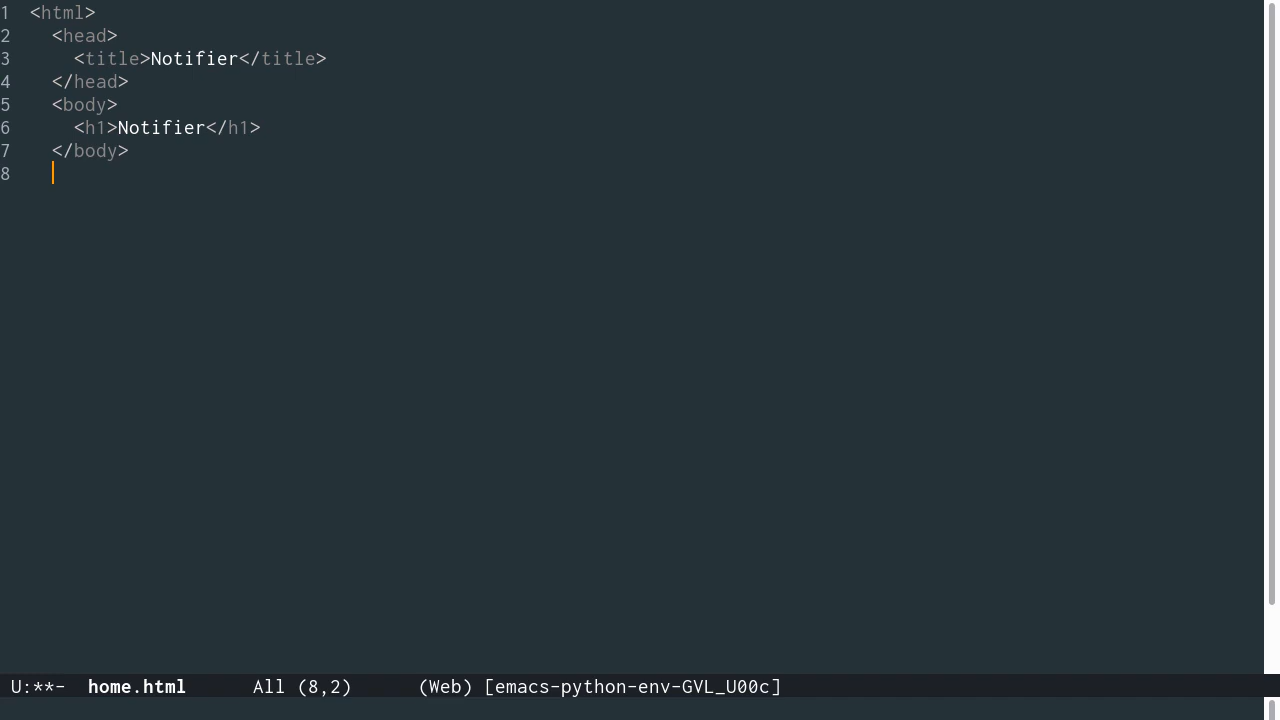 1 <html>
2   <head>
3     <title>Notifier</title>
4   </head>
5   <body>
6     <h1>Notifier</h1>
7   </body>
8
U:**-  home.html      All (8,2)      (Web) [emacs-python-env-GVL_U00c]